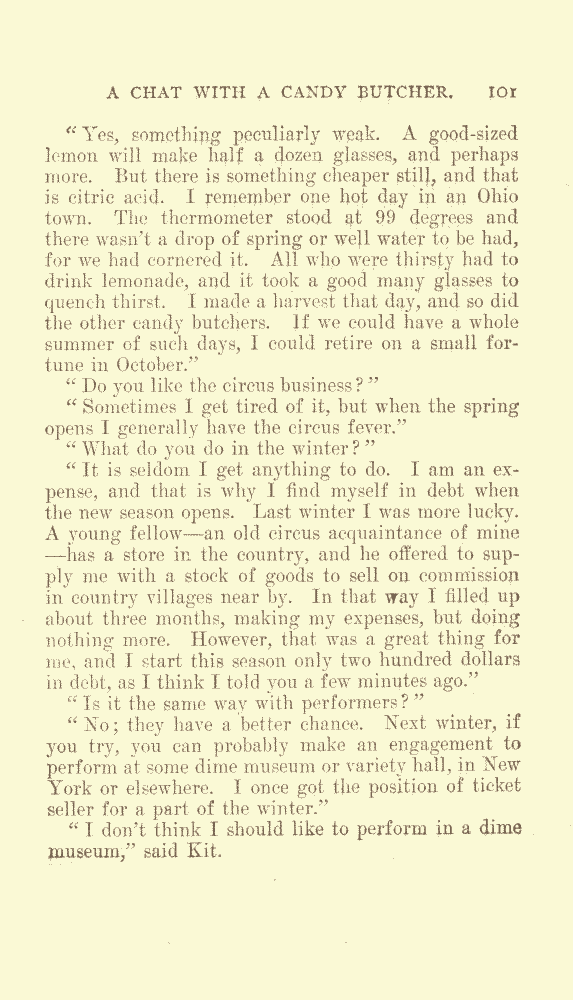 A CHAT WITH A CANDY BUTCHER. 101
“Yes, something peculiarly weak. A good-sized
lemon will make half a dozen glasses, and perhaps
more. But there is something cheaper still, and that
is citric acid. I remember one hot day in an Ohio
town. The thermometer stood at 99 degrees and
there wasn’t a drop of spring or well water to be had,
for we had cornered it. All who were thirsty had to
drink lemonade, and it took a good many glasses to
quench thirst. I made a harvest that day, and so did
the other candy butchers. If we could have a whole
summer of such days, I could retire on a small for-
tune in October.”
“Do you like the circus business?”
“Sometimes I get tired of it, but when the spring
opens I generally have the circus fever.”
“What do you do in the winter?”
“It is seldom I get anything to do. I am an ex-
pense, and that is why I find myself in debt when
the new season opens. Last winter I was more lucky.
A young fellow—an old circus acquaintance of mine
—has a store in the country, and he offered to sup-
ply me with a stock of goods to sell on commission
in country villages near by. In that way I filled up
about three months, making my expenses, but doing
nothing more. However, that was a great thing for
me, and I start this season only two hundred dollars
in debt, as I think I told you a few minutes ago.”
“Is it the same way with performers?”
“No; they have a better chance. Next winter, if
you try, you can probably make an engagement to
perform at some dime museum or variety hall, in New
York or elsewhere. I once got the position of ticket
seller for a part of the winter.”
“I don’t think I should like to perform in a dime
museum,” said Kit.